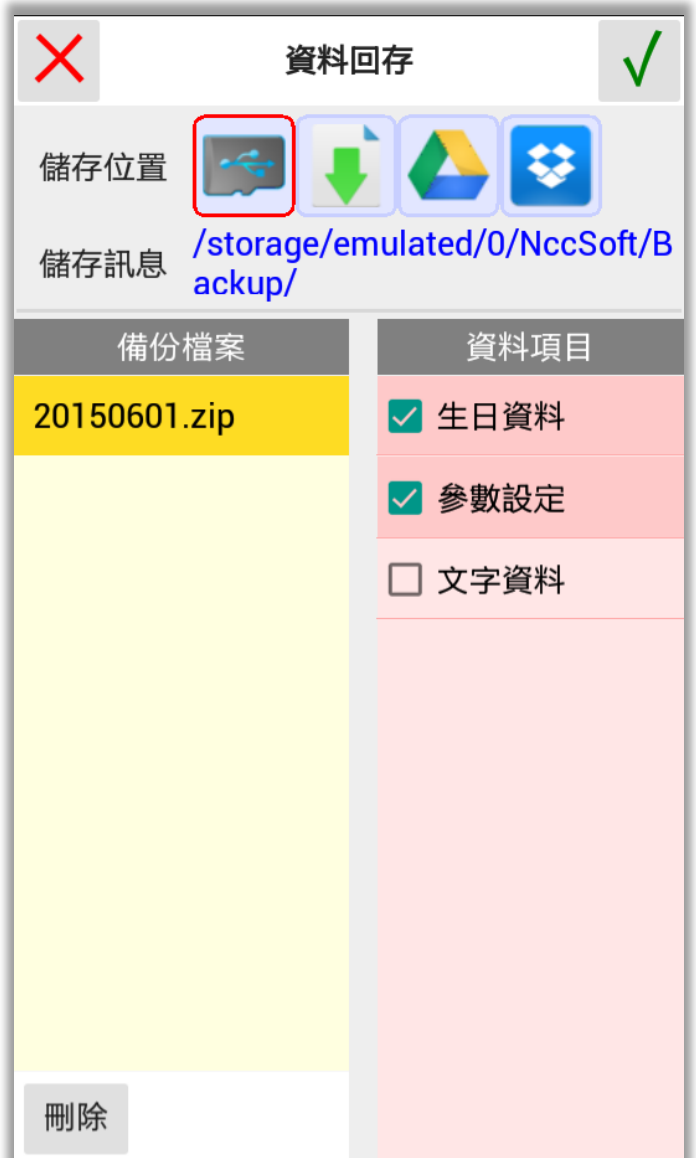 資料回存
儲存位置
儲存訊息
/storage/emulated/0/NccSoft/B
ackup/
備份檔案
資料項目
20150601.zip
生日資料
參數設定
文字資料
刪除